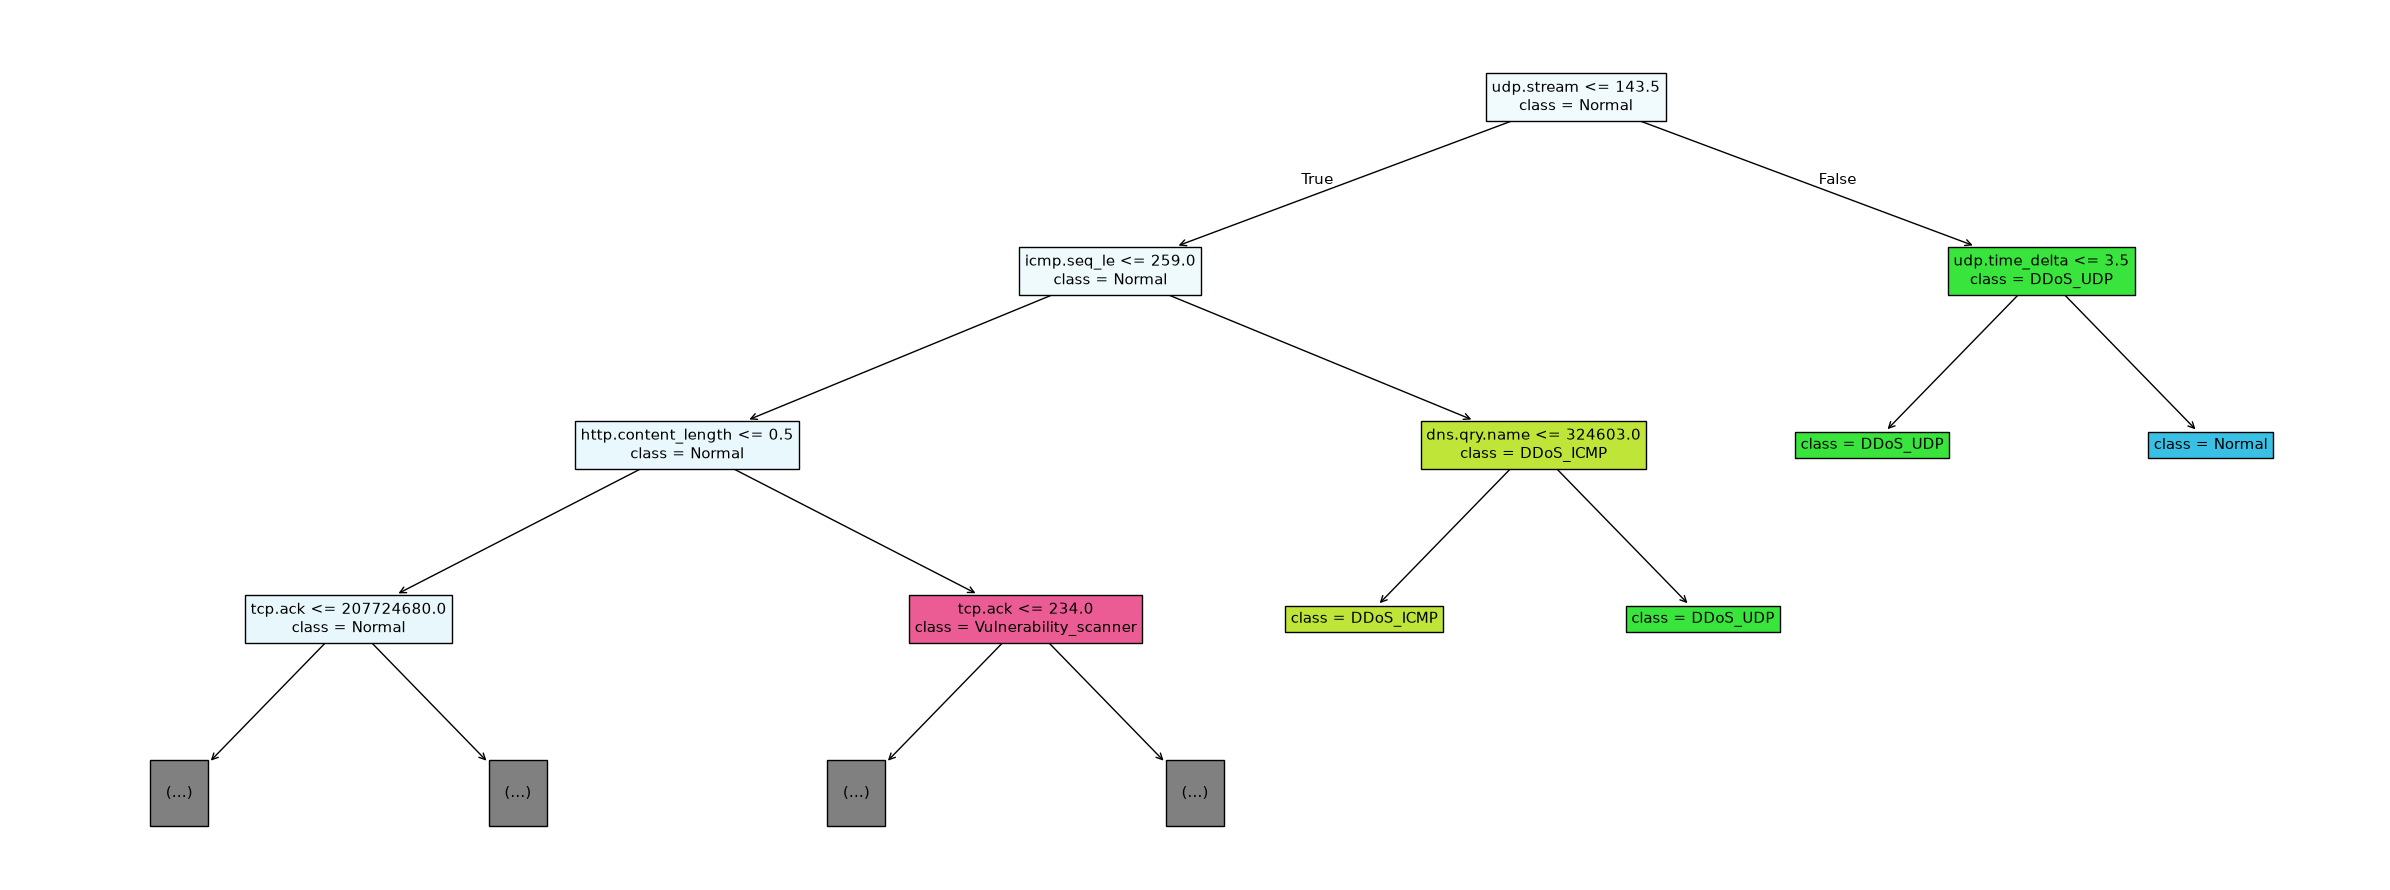 udp.stream <= 143.5
class = Normal
True
False
icmp.seq_le <= 259.0
class = Normal
udp.time_delta <= 3.5
class = DDoS_UDP
http.content_length <= 0.5
class = Normal
dns.qry.name <= 324603.0
class = DDoS_ICMP
class = DDoS_UDP
class = Normal
tcp.ack <= 207724680.0
class = Normal
tcp.ack <= 234.0
class = Vulnerability_scanner
class = DDoS_ICMP
class = DDoS_UDP
(...)
(...)
(...)
(...)